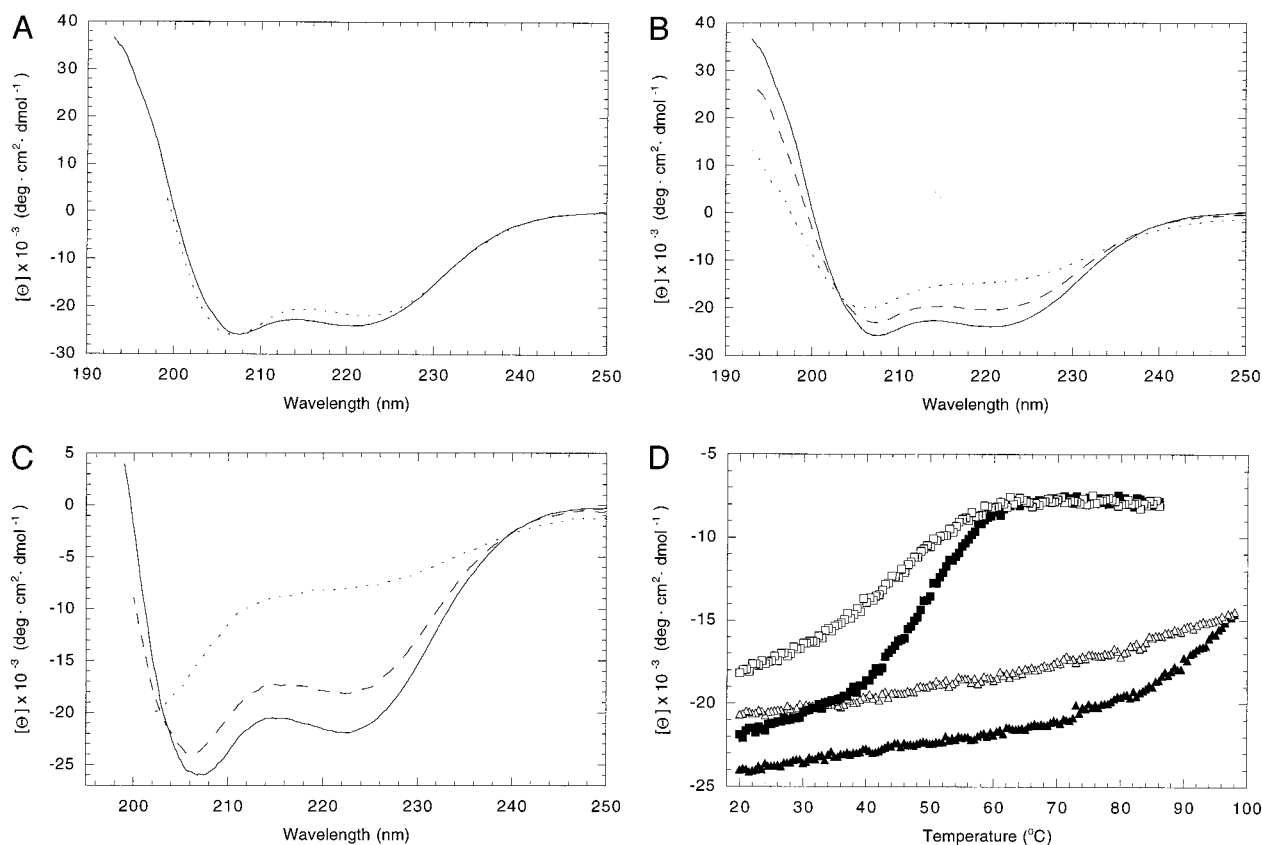 A
[Θ] x 10⁻³ (deg · cm²· dmol⁻¹)
40
30
20
10
0
-10
-20
-30
190 200 210 220 230 240 250
Wavelength (nm)
B
[Θ] x 10⁻³ (deg · cm²· dmol⁻¹)
40
30
20
10
0
-10
-20
-30
190 200 210 220 230 240 250
Wavelength (nm)
C
[Θ] x 10⁻³ (deg · cm²· dmol⁻¹)
5
0
-5
-10
-15
-20
-25
200 210 220 230 240 250
Wavelength (nm)
D
[Θ] x 10⁻³ (deg · cm²· dmol⁻¹)
-5
-10
-15
-20
-25
20 30 40 50 60 70 80 90 100
Temperature (°C)